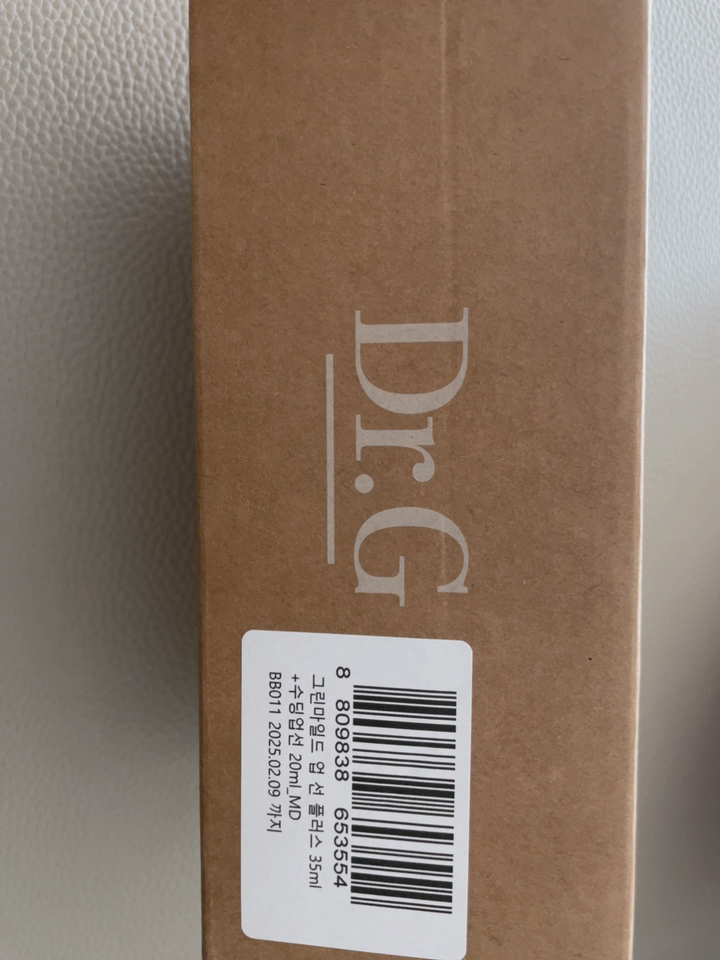 Dr.G
8 809838 653554
그린마일드 업 선 플러스 35ml
+수딩업선 20ml_MD
BB011 2025.02.09 까지